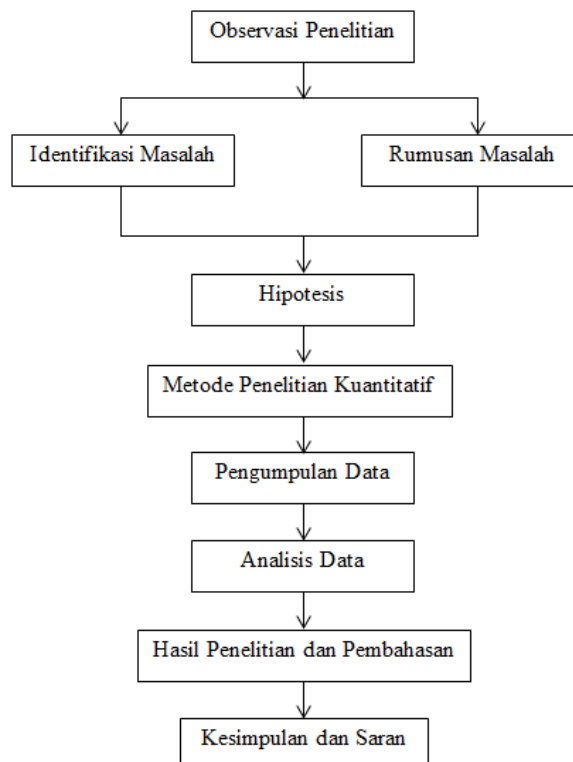 Observasi Penelitian
Identifikasi Masalah
Rumusan Masalah
Hipotesis
Metode Penelitian Kuantitatif
Pengumpulan Data
Analisis Data
Hasil Penelitian dan Pembahasan
Kesimpulan dan Saran